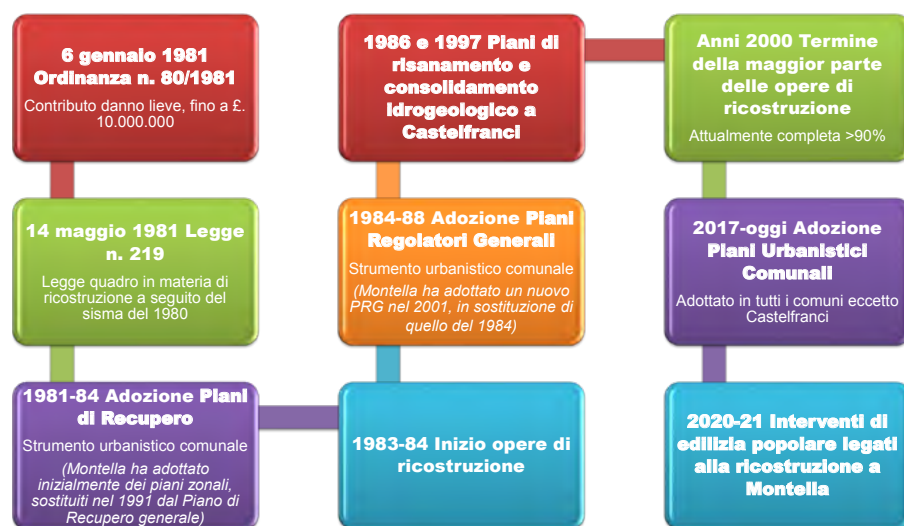 6 gennaio 1981
Ordinanza n. 80/1981
Contributo danno lieve, fino a £.
10.000.000
14 maggio 1981 Legge
n. 219
Legge quadro in materia di
ricostruzione a seguito del
sisma del 1980
1981-84 Adozione Piani
di Recupero
Strumento urbanistico comunale
(Montella ha adottato
inizialmente dei piani zonali,
sostituiti nel 1991 dal Piano di
Recupero generale)
1983-84 Inizio opere di
ricostruzione
1984-88 Adozione Piani
Regolatori Generali
Strumento urbanistico comunale
(Montella ha adottato un nuovo
PRG nel 2001, in sostituzione di
quello del 1984)
1986 e 1997 Piani di
risanamento e
consolidamento
idrogeologico a
Castelfranci
Anni 2000 Termine
della maggior parte
delle opere di
ricostruzione
Attualmente completa >90%
2017-oggi Adozione
Piani Urbanistici
Comunali
Adottato in tutti i comuni eccetto
Castelfranci
2020-21 Interventi di
edilizia popolare legati
alla ricostruzione a
Montella